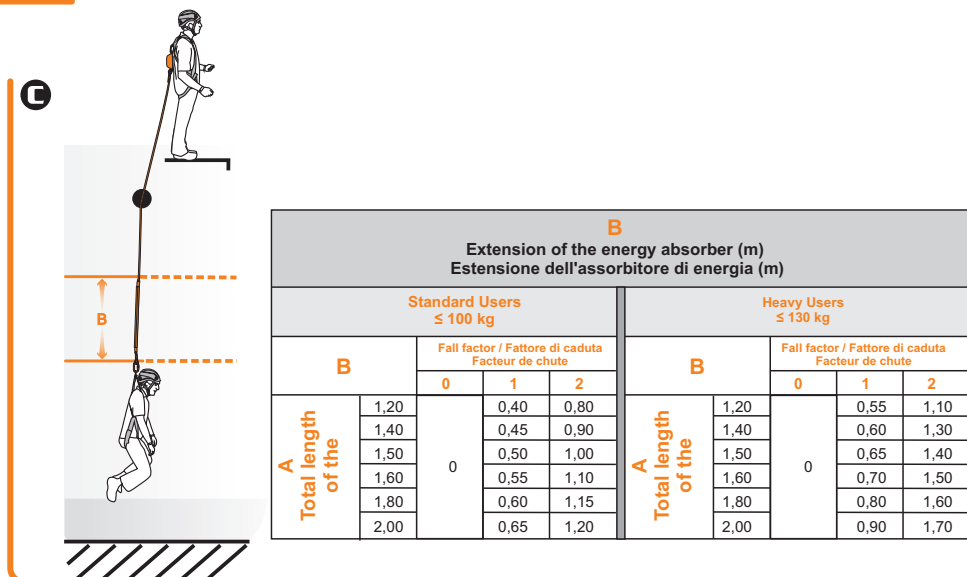 C
B
B
Extension of the energy absorber (m)
Estensione dell'assorbitore di energia (m)
Standard Users
≤ 100 kg
Heavy Users
≤ 130 kg
B
Fall factor / Fattore di caduta
Facteur de chute
0 1 2
B
Fall factor / Fattore di caduta
Facteur de chute
0 1 2
A
Total length
of the
1,20 0,40 0,80
1,40 0,45 0,90
1,50 0,50 1,00
0
1,60 0,55 1,10
1,80 0,60 1,15
2,00 0,65 1,20
A
Total length
of the
1,20 0,55 1,10
1,40 0,60 1,30
1,50 0,65 1,40
0
1,60 0,70 1,50
1,80 0,80 1,60
2,00 0,90 1,70